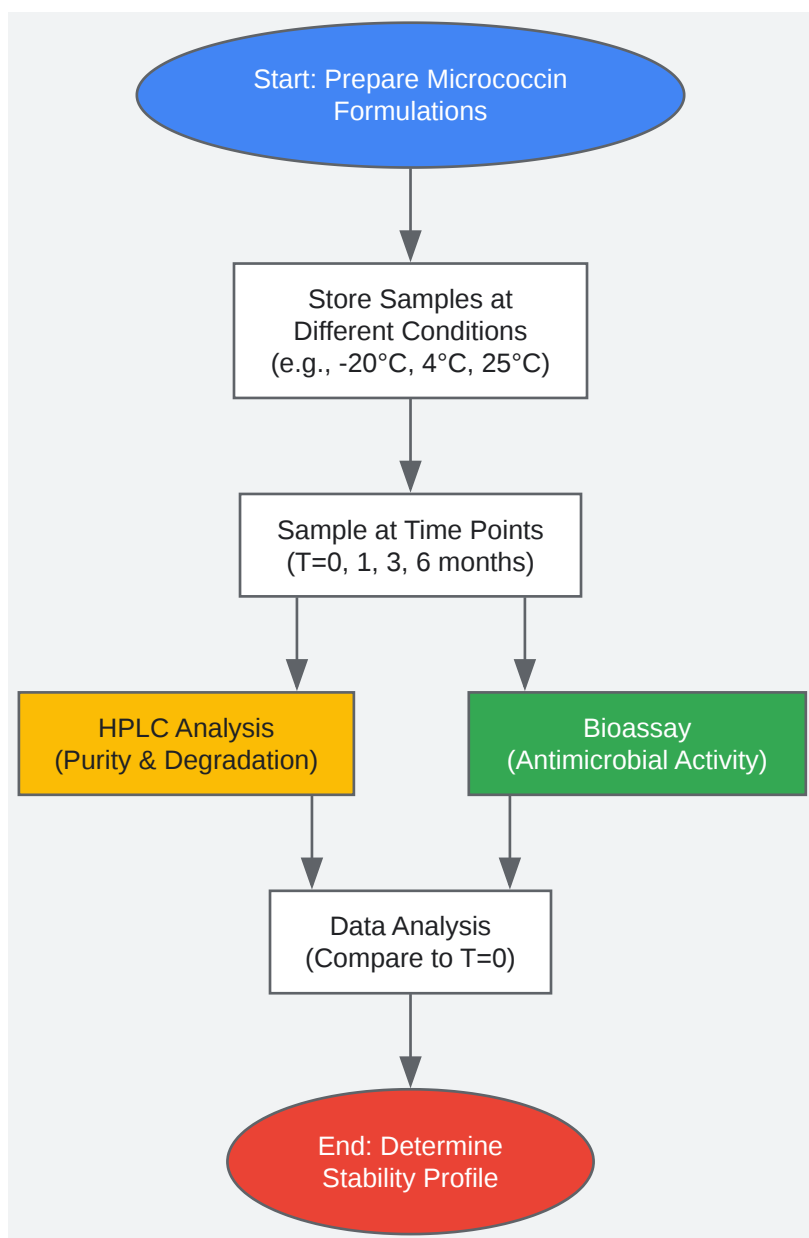 Start: Prepare Micrococcin
Formulations
Store Samples at
Different Conditions
(e.g., -20°C, 4°C, 25°C)
Sample at Time Points
(T=0, 1, 3, 6 months)
HPLC Analysis
(Purity & Degradation)
Bioassay
(Antimicrobial Activity)
Data Analysis
(Compare to T=0)
End: Determine
Stability Profile